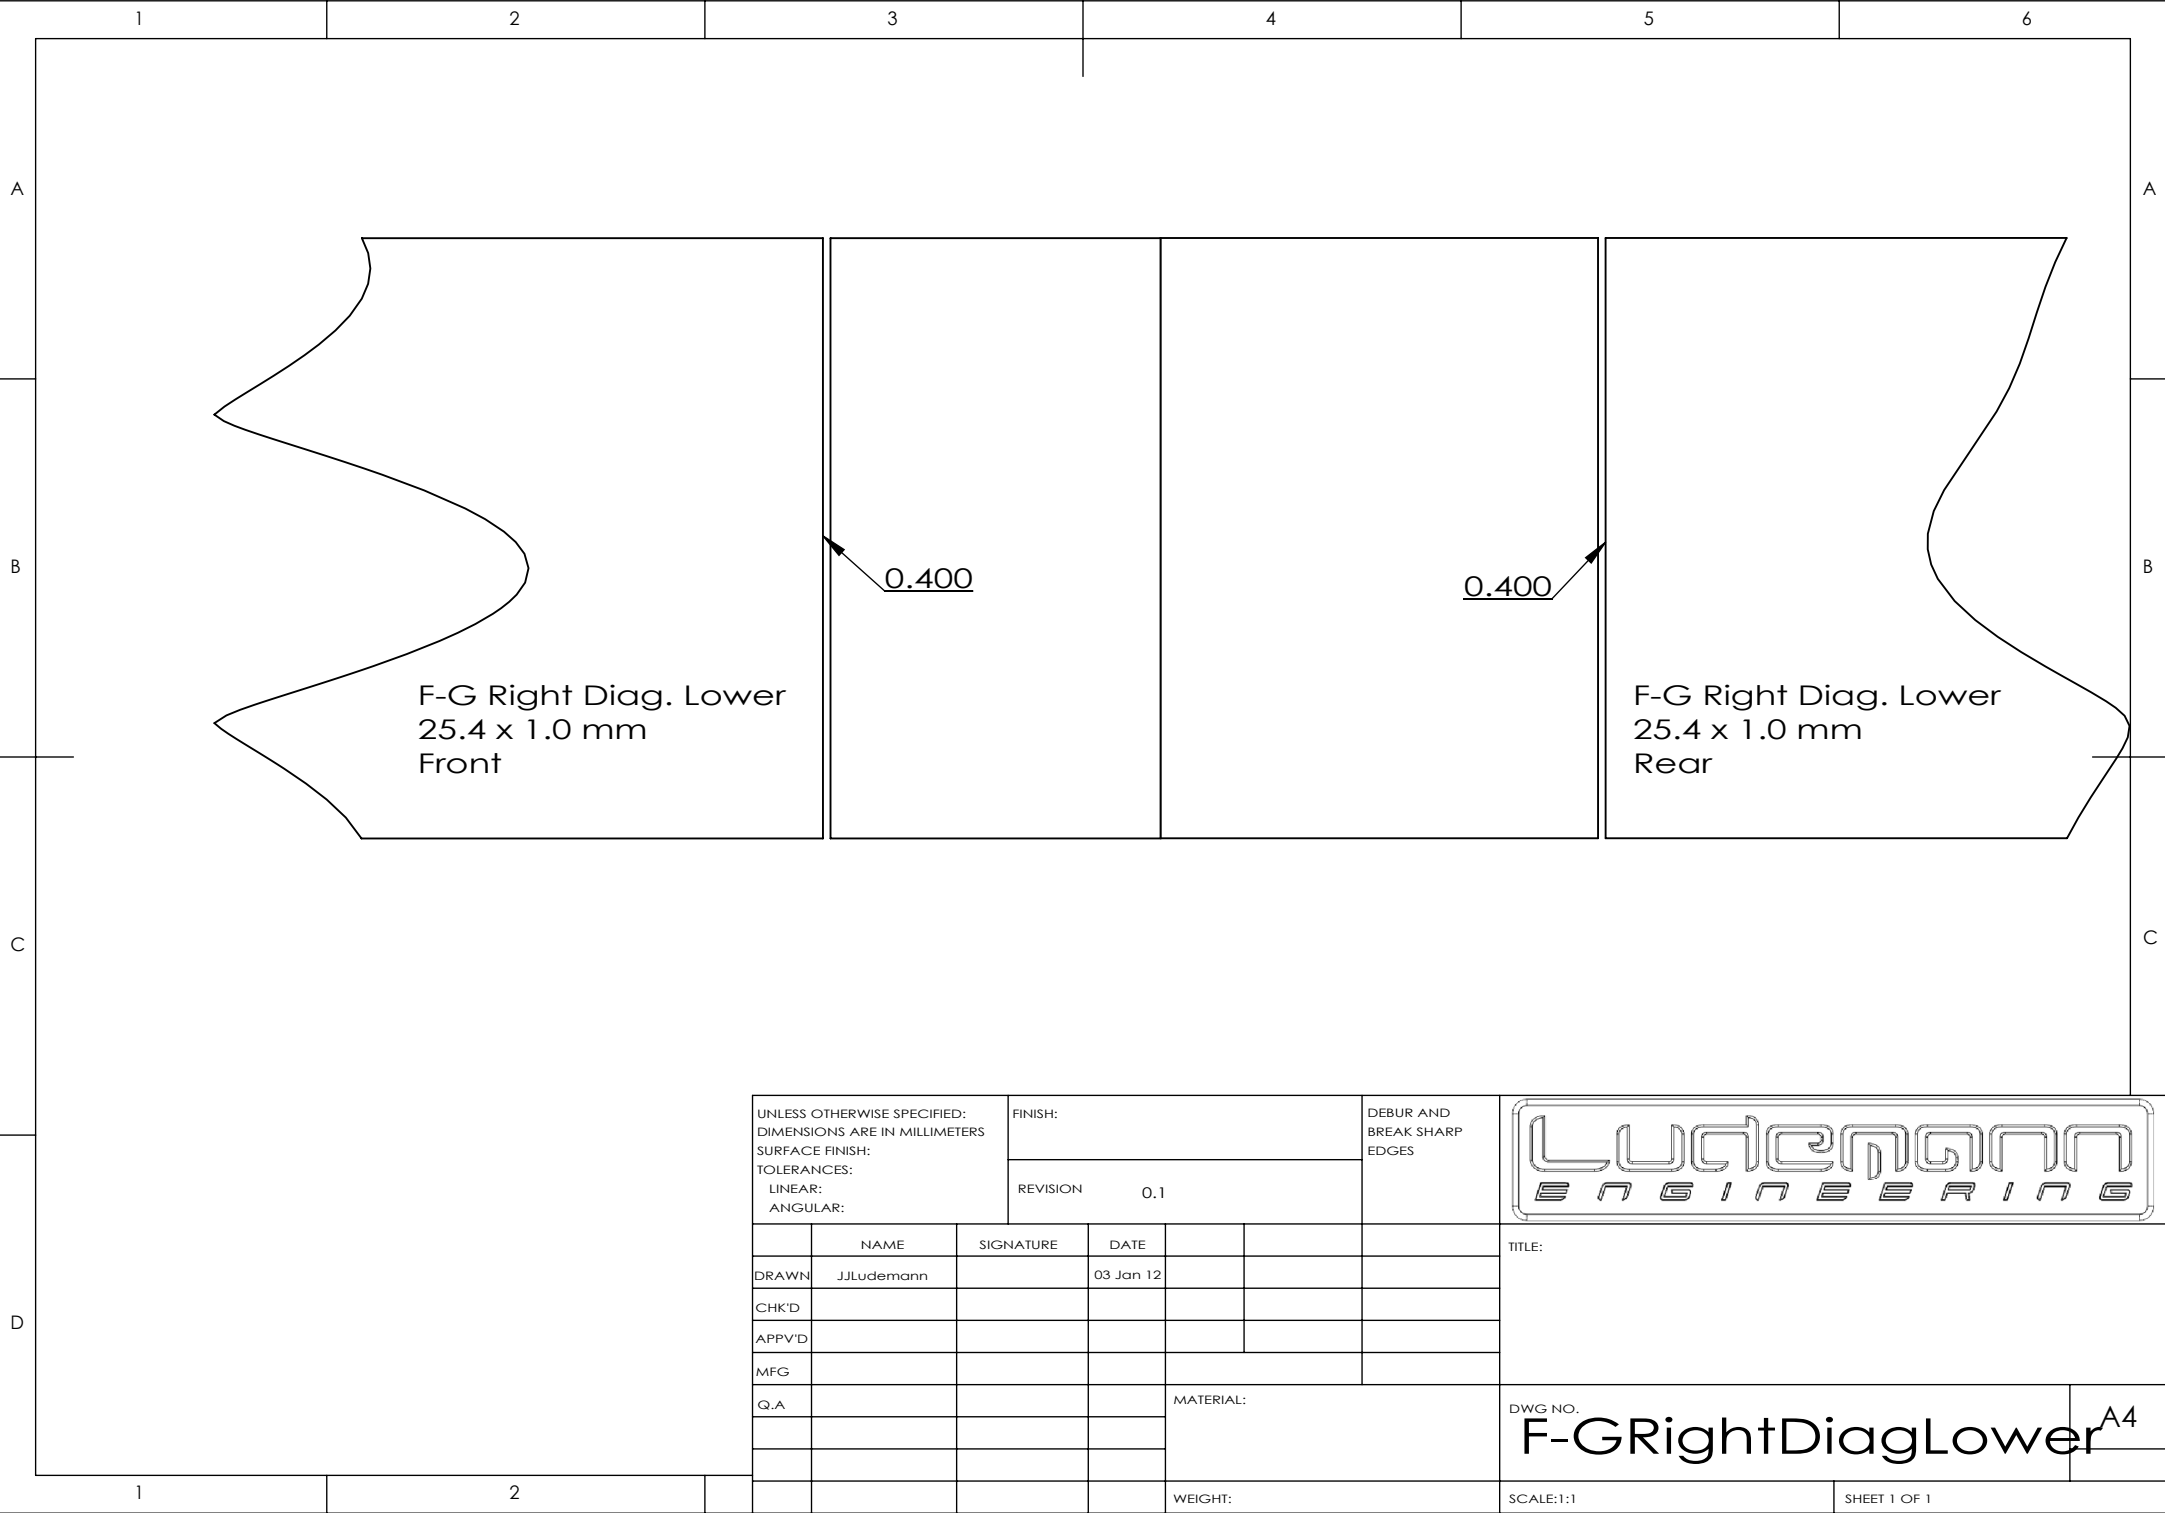 1 2 3 4 5 6
A A
B B
C C
D
0.400
0.400
F-G Right Diag. Lower
25.4 x 1.0 mm
Front
F-G Right Diag. Lower
25.4 x 1.0 mm
Rear
UNLESS OTHERWISE SPECIFIED:
DIMENSIONS ARE IN MILLIMETERS
SURFACE FINISH:
TOLERANCES:
LINEAR:
ANGULAR:
FINISH:
REVISION 0.1
DEBUR AND
BREAK SHARP
EDGES
Ludemann
ENGINEERING
NAME SIGNATURE DATE
DRAWN JJLudemann 03 Jan 12
CHK'D
APPV'D
MFG
Q.A
MATERIAL:
WEIGHT:
TITLE:
DWG NO.
F-GRightDiagLower
A4
SCALE:1:1
SHEET 1 OF 1
1 2